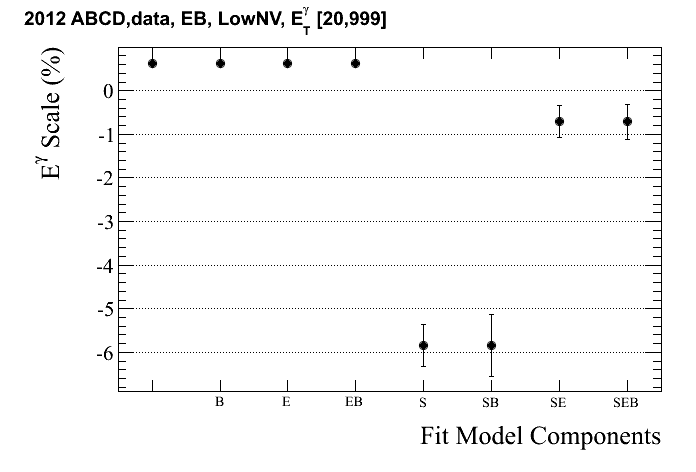 2012 ABCD,data, EB, LowNV, E_T^γ [20,999]
E^γ Scale (%)
0
-1
-2
-3
-4
-5
-6
B E EB S SB SE SEB
Fit Model Components